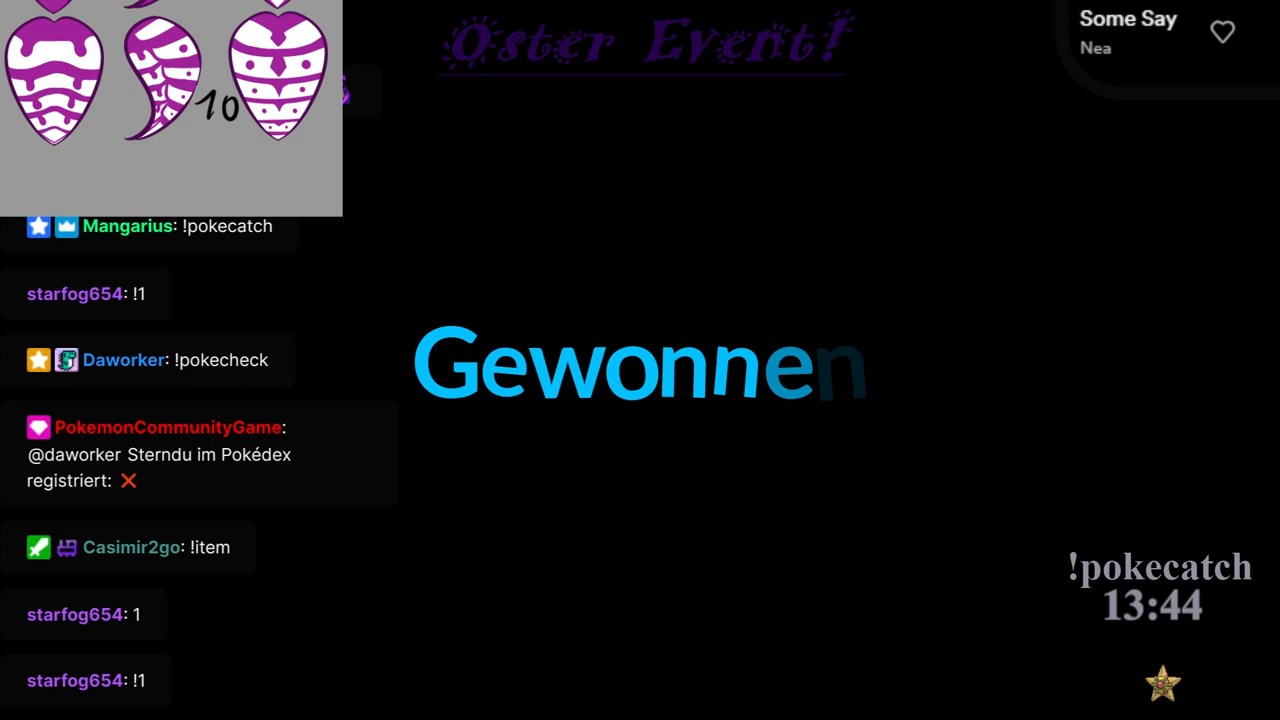 Oster Event!
Some Say
Nea
10
Mangarius: !pokecatch
starfog654: !1
Daworker: !pokecheck
Gewonnen
PokemonCommunityGame:
@daworker Sterndu im Pokédex
registriert: ❌
Casimir2go: !item
starfog654: 1
starfog654: !1
!pokecatch
13:44